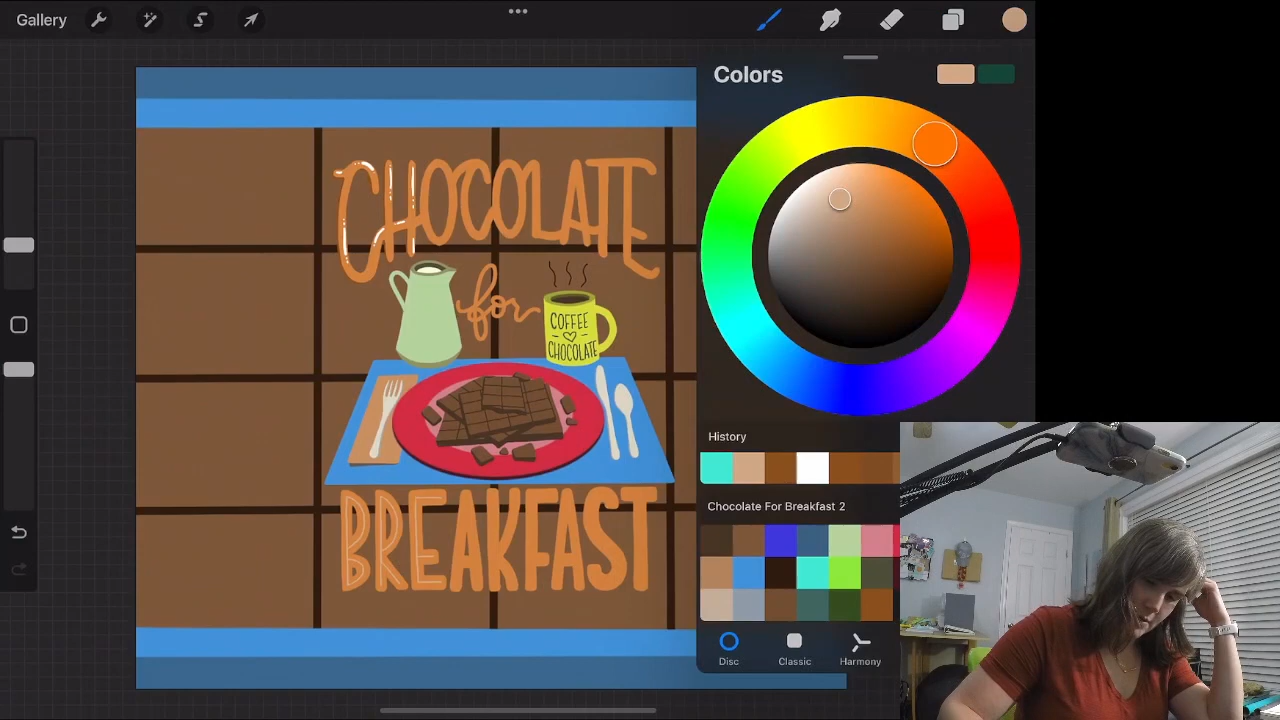 Gallery
Colors
CHOCOLATE
for
COFFEE
CHOCOLATE
BREAKFAST
History
Chocolate For Breakfast 2
Disc
Classic
Harmony